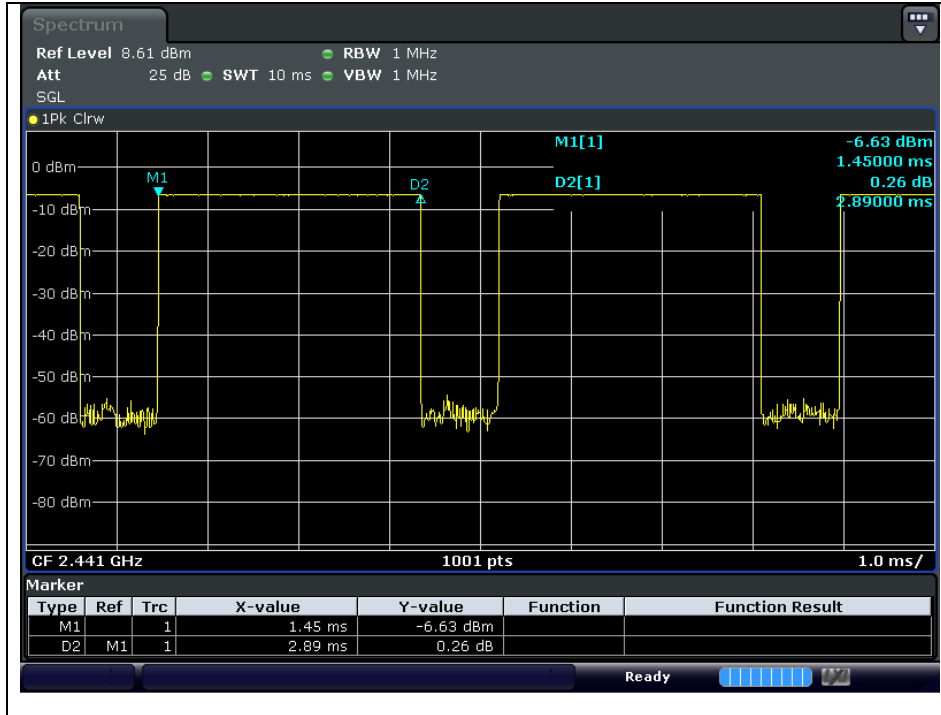 Spectrum
Ref Level 8.61 dBm RBW 1 MHz
Att 25 dB SWT 10 ms VBW 1 MHz
SGL
1Pk Clrw
M1[1] -6.63 dBm
1.45000 ms
D2[1] 0.26 dB
2.89000 ms
M1
D2
0 dBm
-10 dBm
-20 dBm
-30 dBm
-40 dBm
-50 dBm
-60 dB
-70 dBm
-80 dBm
CF 2.441 GHz 1001 pts 1.0 ms/
Marker
Type Ref Trc X-value Y-value Function Function Result
M1 1 1.45 ms -6.63 dBm
D2 M1 1 2.89 ms 0.26 dB
Ready